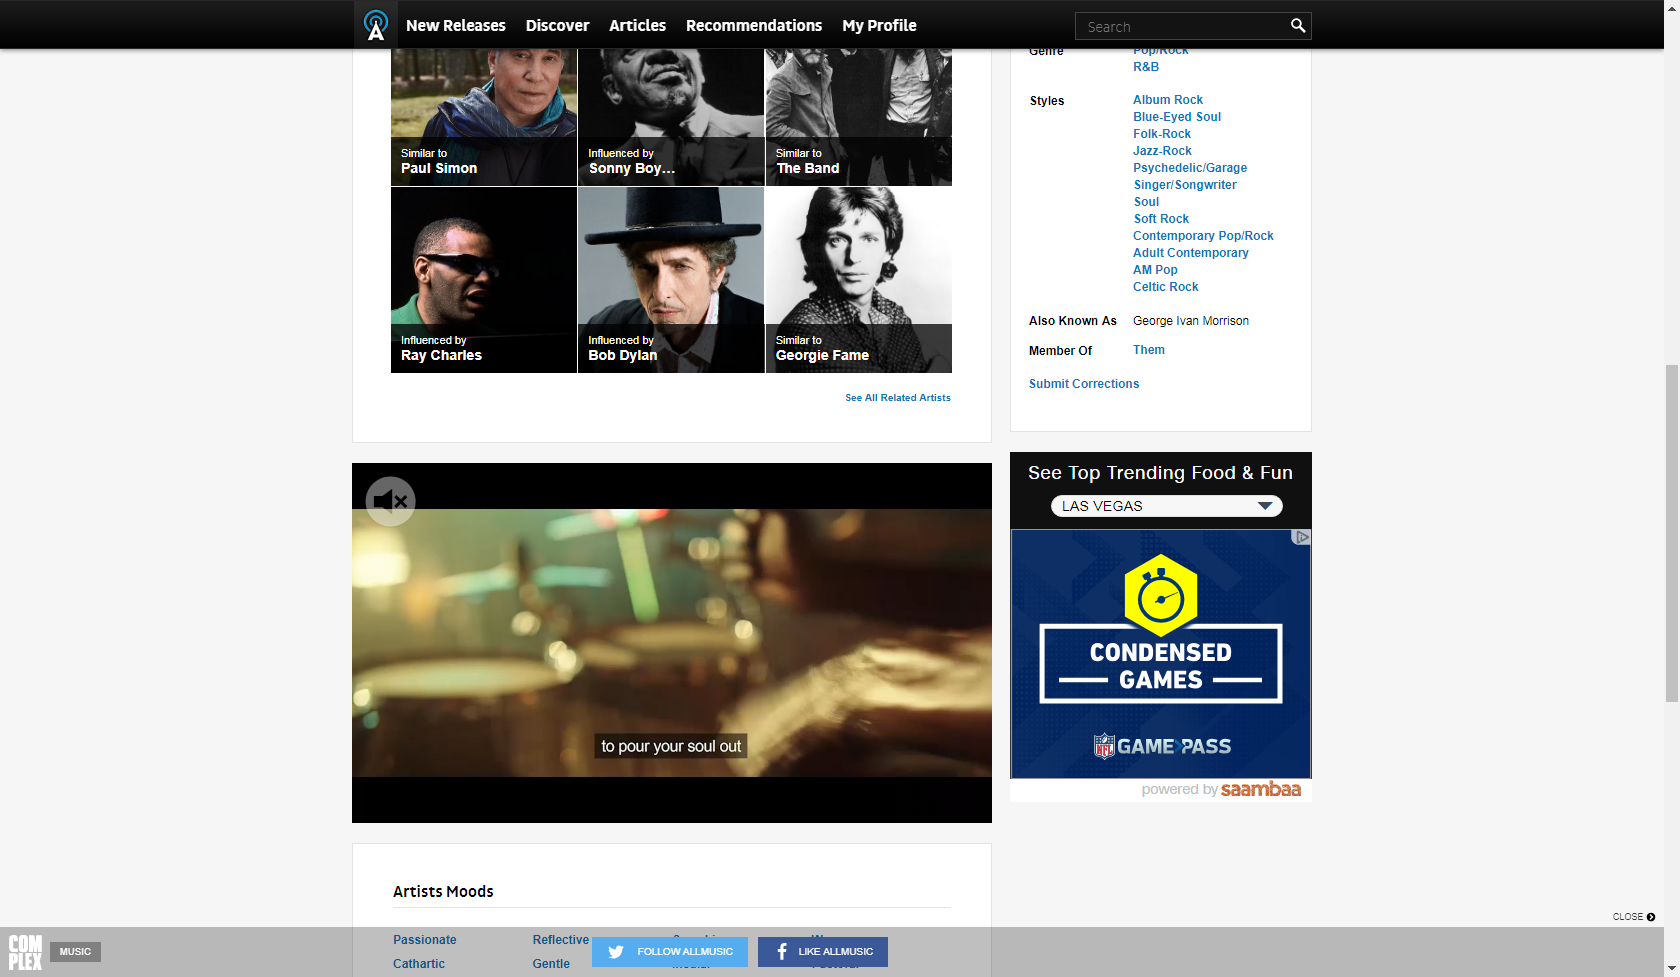 New Releases
Discover
Articles
Recommendations
My Profile
Search
Similar to
Paul Simon
Influenced by
Sonny Boy...
Similar to
The Band
Influenced by
Ray Charles
Influenced by
Bob Dylan
Similar to
Georgie Fame
See All Related Artists
Genre
Pop/Rock
R&B
Styles
Album Rock
Blue-Eyed Soul
Folk-Rock
Jazz-Rock
Psychedelic/Garage
Singer/Songwriter
Soul
Soft Rock
Contemporary Pop/Rock
Adult Contemporary
AM Pop
Celtic Rock
Also Known As
George Ivan Morrison
Member Of
Them
Submit Corrections
to pour your soul out
See Top Trending Food & Fun
LAS VEGAS
CONDENSED
GAMES
NFL GAME PASS
powered by saambaa
Artists Moods
Passionate
Reflective
Cathartic
Gentle
CLOSE
COMPLEX
MUSIC
FOLLOW ALLMUSIC
LIKE ALLMUSIC